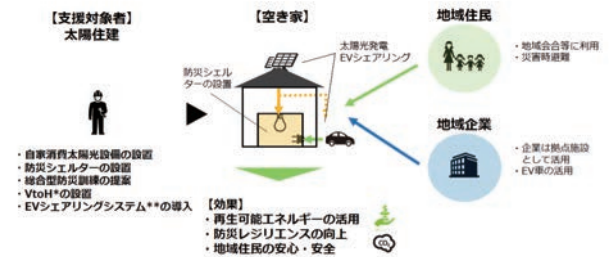 【支援対象者】
太陽住建
・自家消費太陽光設備の設置
・防災シェルターの設置
・総合型防災訓練の提案
・VtoH*の設置
・EVシェアリングシステム**の導入
【空き家】
防災シェル
ターの設置
太陽光発電
EVシェアリング
【効果】
・再生可能エネルギーの活用
・防災レジリエンスの向上
・地域住民の安心・安全
CO₂
地域住民
・地域会合等に利用
・災害時避難
地域企業
・企業は拠点施設
として活用
・EV車の活用